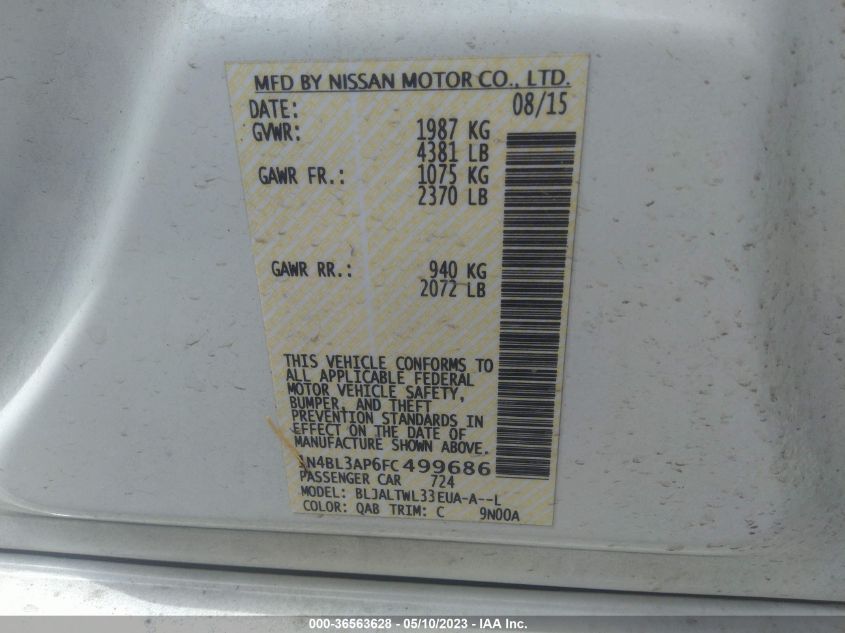 MFD BY NISSAN MOTOR CO., LTD.
DATE: 08/15
GVWR: 1987 KG
4381 LB
GAWR FR.: 1075 KG
2370 LB
GAWR RR.: 940 KG
2072 LB
THIS VEHICLE CONFORMS TO
ALL APPLICABLE FEDERAL
MOTOR VEHICLE SAFETY,
BUMPER, AND THEFT
PREVENTION STANDARDS IN
EFFECT ON THE DATE OF
MANUFACTURE SHOWN ABOVE.
1N4BL3AP6FC499686
PASSENGER CAR 724
MODEL: BLJALTWL33EUA-A--L
COLOR: QAB TRIM: C 9N00A
000-36563628 - 05/10/2023 - IAA Inc.